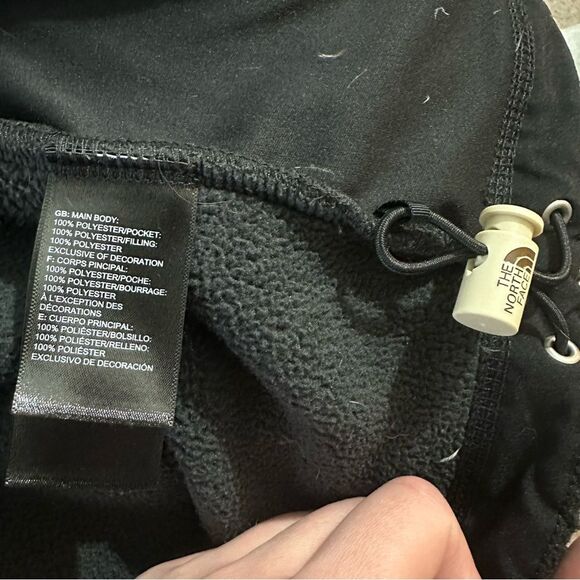 GB: MAIN BODY:
100% POLYESTER/POCKET:
100% POLYESTER/FILLING:
100% POLYESTER
EXCLUSIVE OF DECORATION
F: CORPS PINCIPAL:
100% POLYESTER/POCHE:
100% POLYESTER/BOURRAGE:
100% POLYESTER
À L'EXCEPTION DES
DÉCORATIONS
E: CUERPO PRINCIPAL:
100% POLIÉSTER/BOLSILLO:
100% POLIÉSTER/RELLENO:
100% POLIÉSTER
EXCLUSIVO DE DECORACIÓN
THE
NORTH
FACE